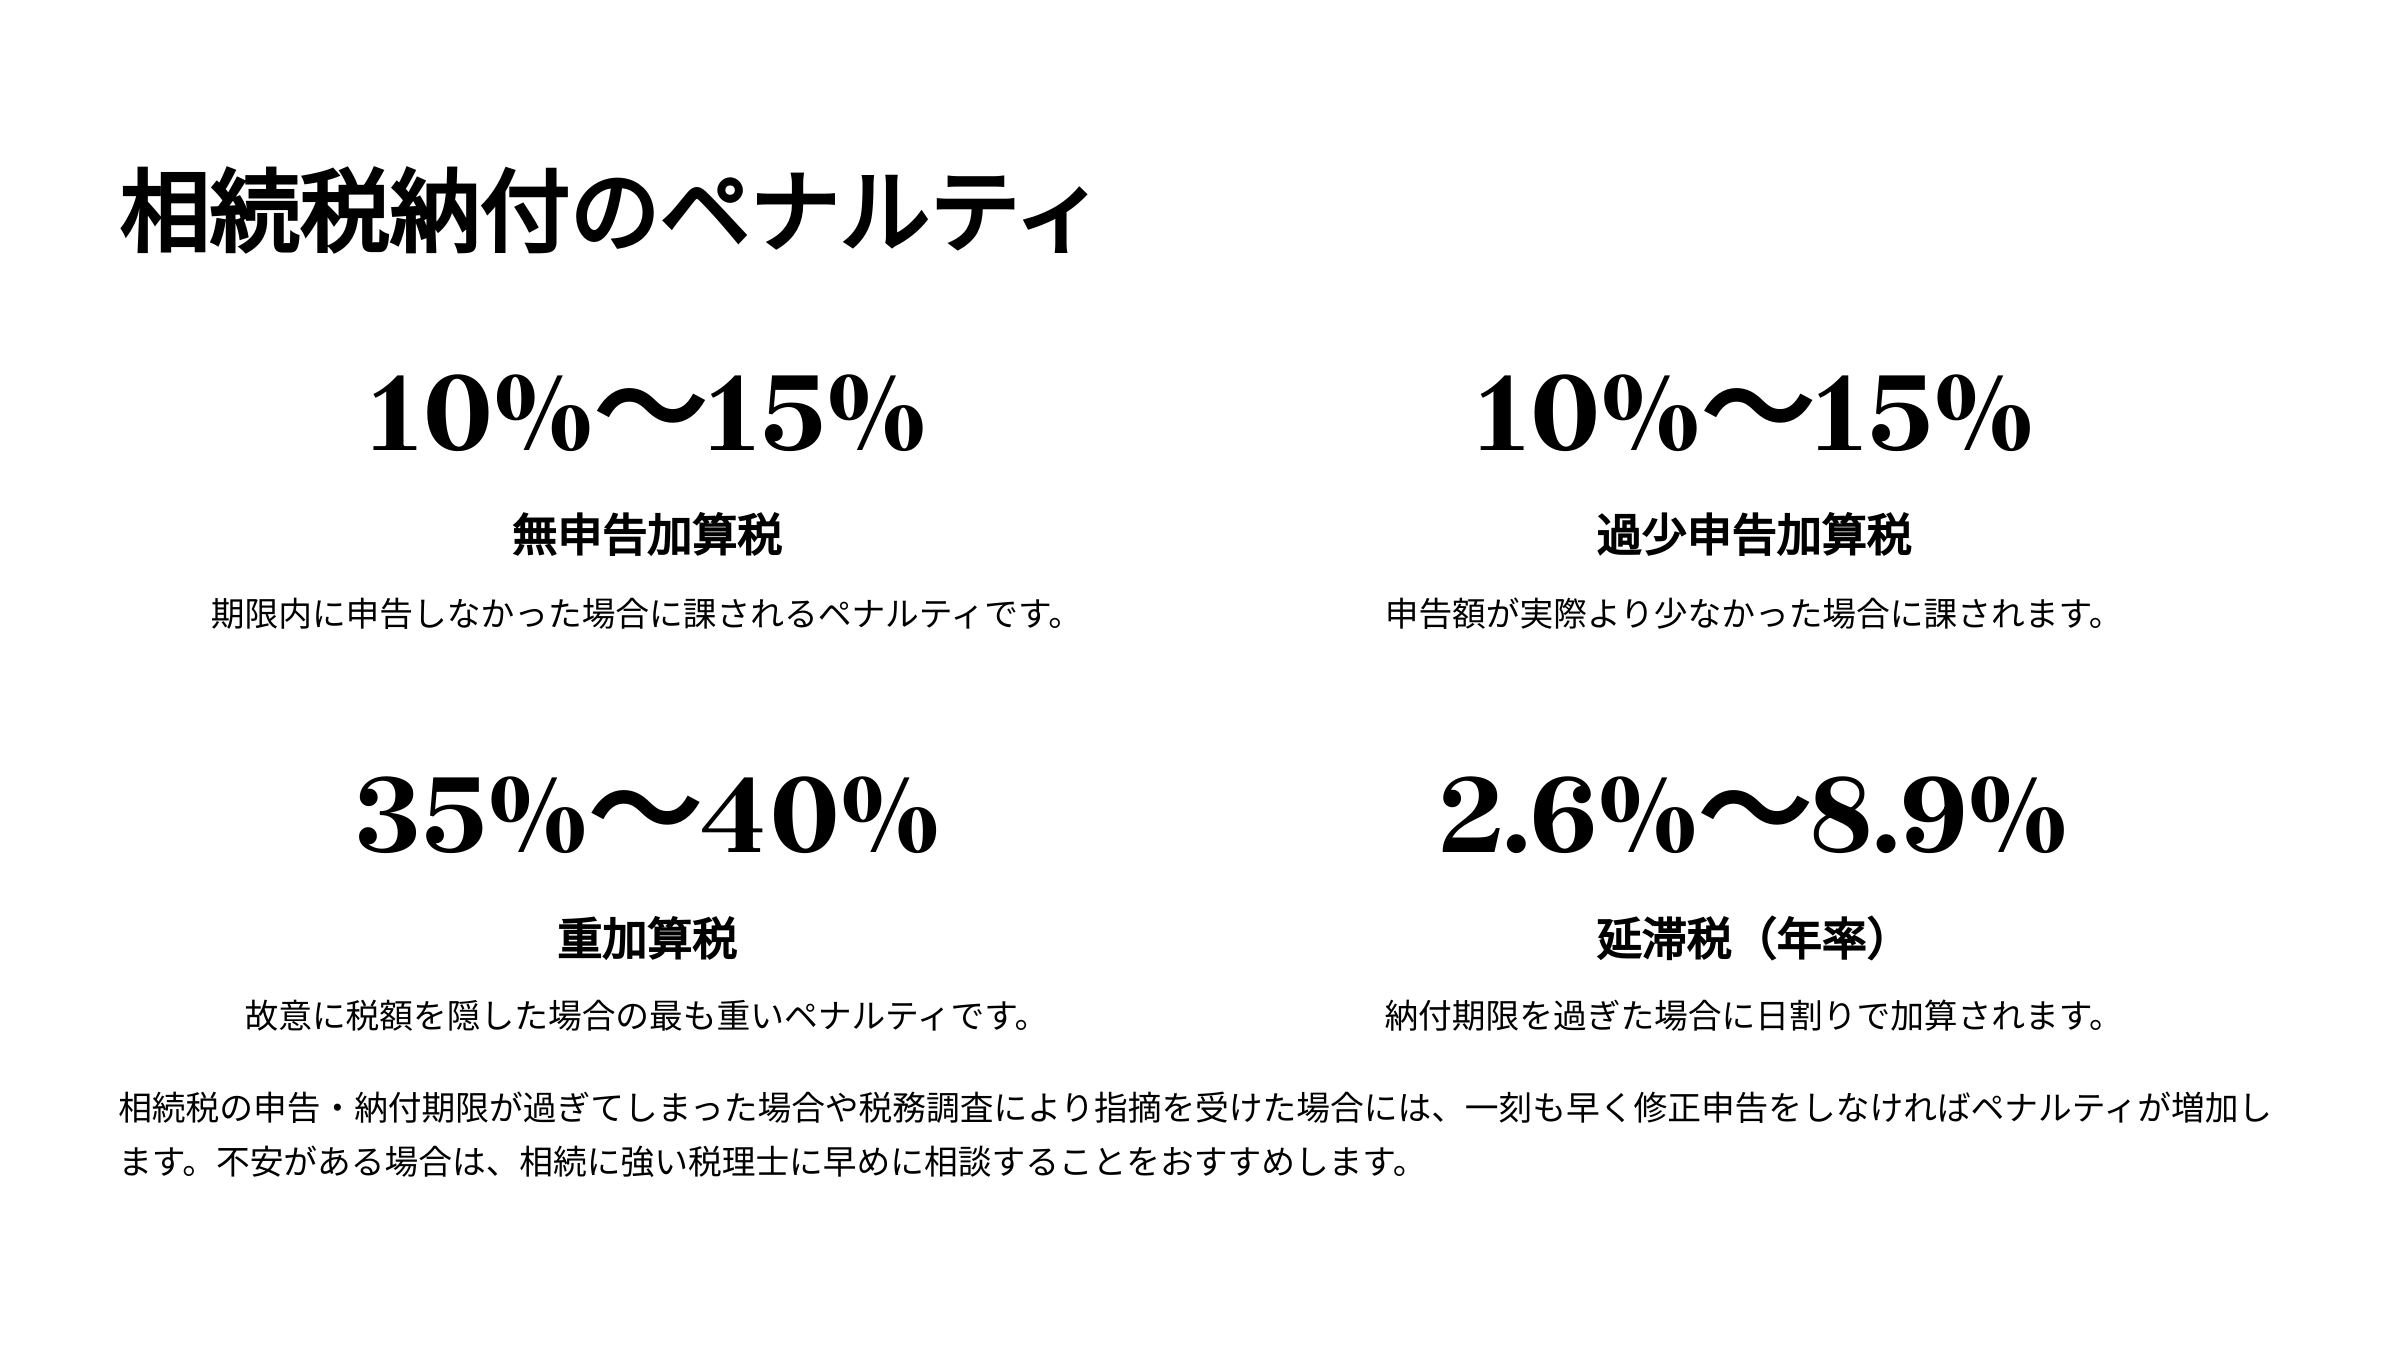 相続税納付のペナルティ
10%〜15%
無申告加算税
期限内に申告しなかった場合に課されるペナルティです。
10%〜15%
過少申告加算税
申告額が実際より少なかった場合に課されます。
35%〜40%
重加算税
故意に税額を隠した場合の最も重いペナルティです。
2.6%〜8.9%
延滞税（年率）
納付期限を過ぎた場合に日割りで加算されます。
相続税の申告・納付期限が過ぎてしまった場合や税務調査により指摘を受けた場合には、一刻も早く修正申告をしなければペナルティが増加し
ます。不安がある場合は、相続に強い税理士に早めに相談することをおすすめします。